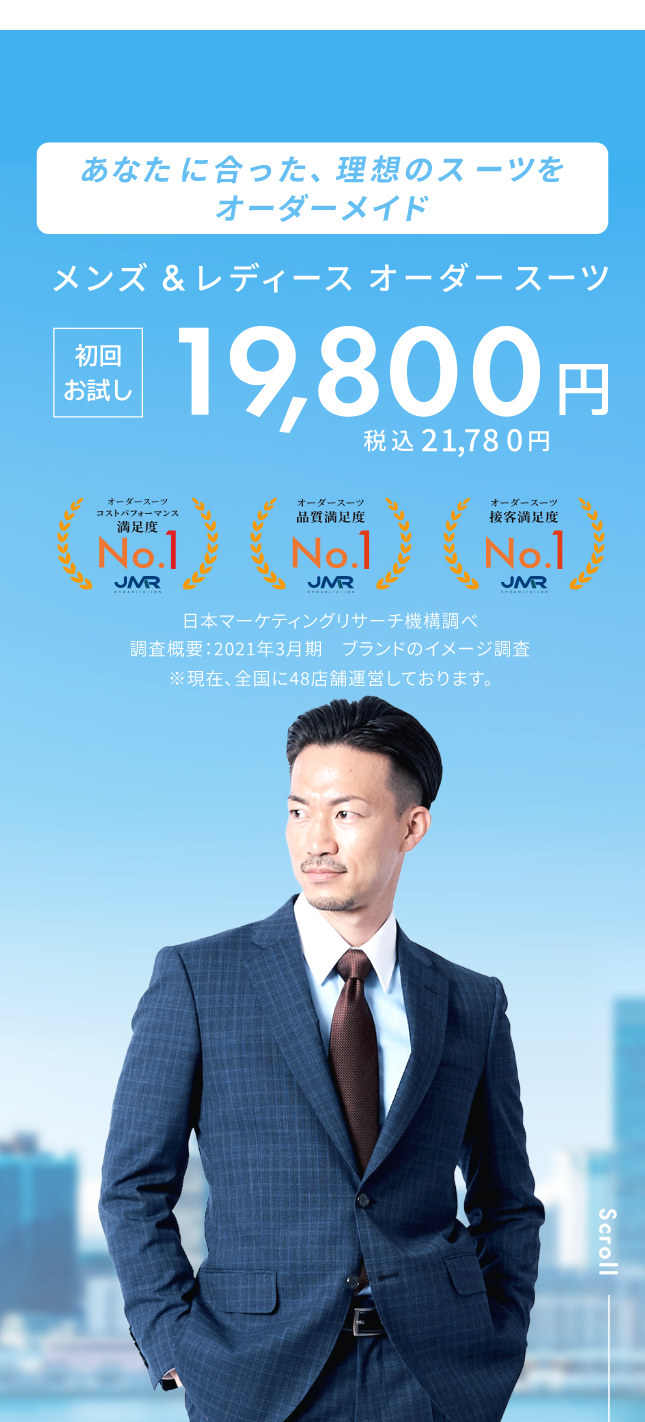 あなたに合った、理想のスーツを
オーダーメイド
メンズ&レディースオーダースーツ
初回
お試し
19,800円
税込21,780円
オーダースーツ
コストパフォーマンス
満足度
No.1
JMR
オーダースーツ
品質満足度
No.1
JMR
オーダースーツ
接客満足度
No.1
JMR
日本マーケティングリサーチ機構調べ
調査概要：2021年3月期　ブランドのイメージ調査
※現在、全国に48店舗運営しております。
Scroll